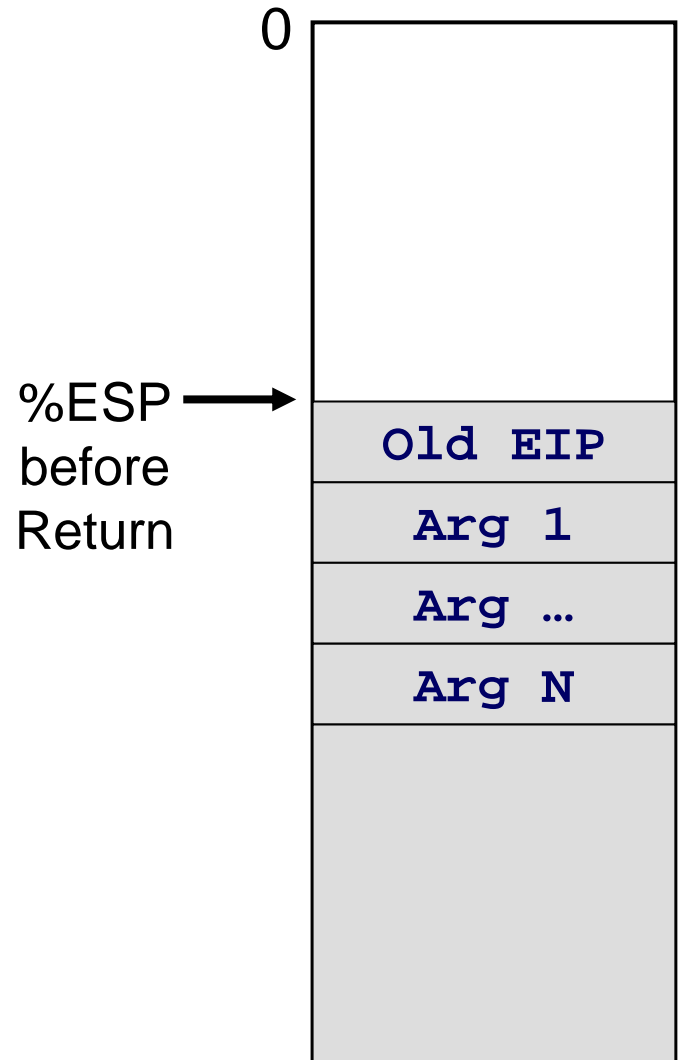 0
%ESP
before
Return
Old EIP
Arg 1
Arg …
Arg N